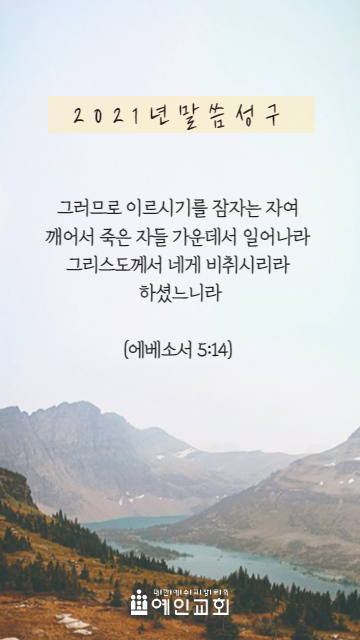 2021년말씀성구
그러므로 이르시기를 잠자는 자여
깨어서 죽은 자들 가운데서 일어나라
그리스도께서 네게 비취시리라
하셨느니라
(에베소서 5:14)
예인교회